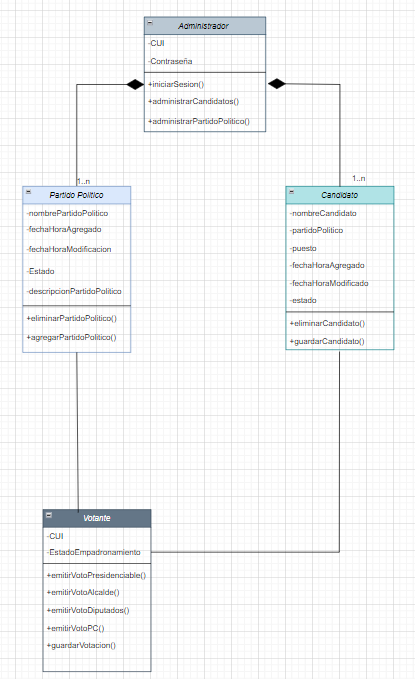 Administrador
-CUI
-Contraseña
+iniciarSesion()
+administrarCandidatos()
+administrarPartidoPolitico()
1..n
1..n
Partido Politico
-nombrePartidoPolitico
-fechaHoraAgregado
-fechaHoraModificacion
-Estado
-descripcionPartidoPolitico
+eliminarPartidoPolitico()
+agregarPartidoPolitico()
Candidato
-nombreCandidato
-partidoPolitico
-puesto
-fechaHoraAgregado
-fechaHoraModificado
-estado
+eliminarCandidato()
+guardarCandidato()
Votante
-CUI
-EstadoEmpadronamiento
+emitirVotoPresidenciable()
+emitirVotoAlcalde()
+emitirVotoDiputados()
+emitirVotoPC()
+guardarVotacion()